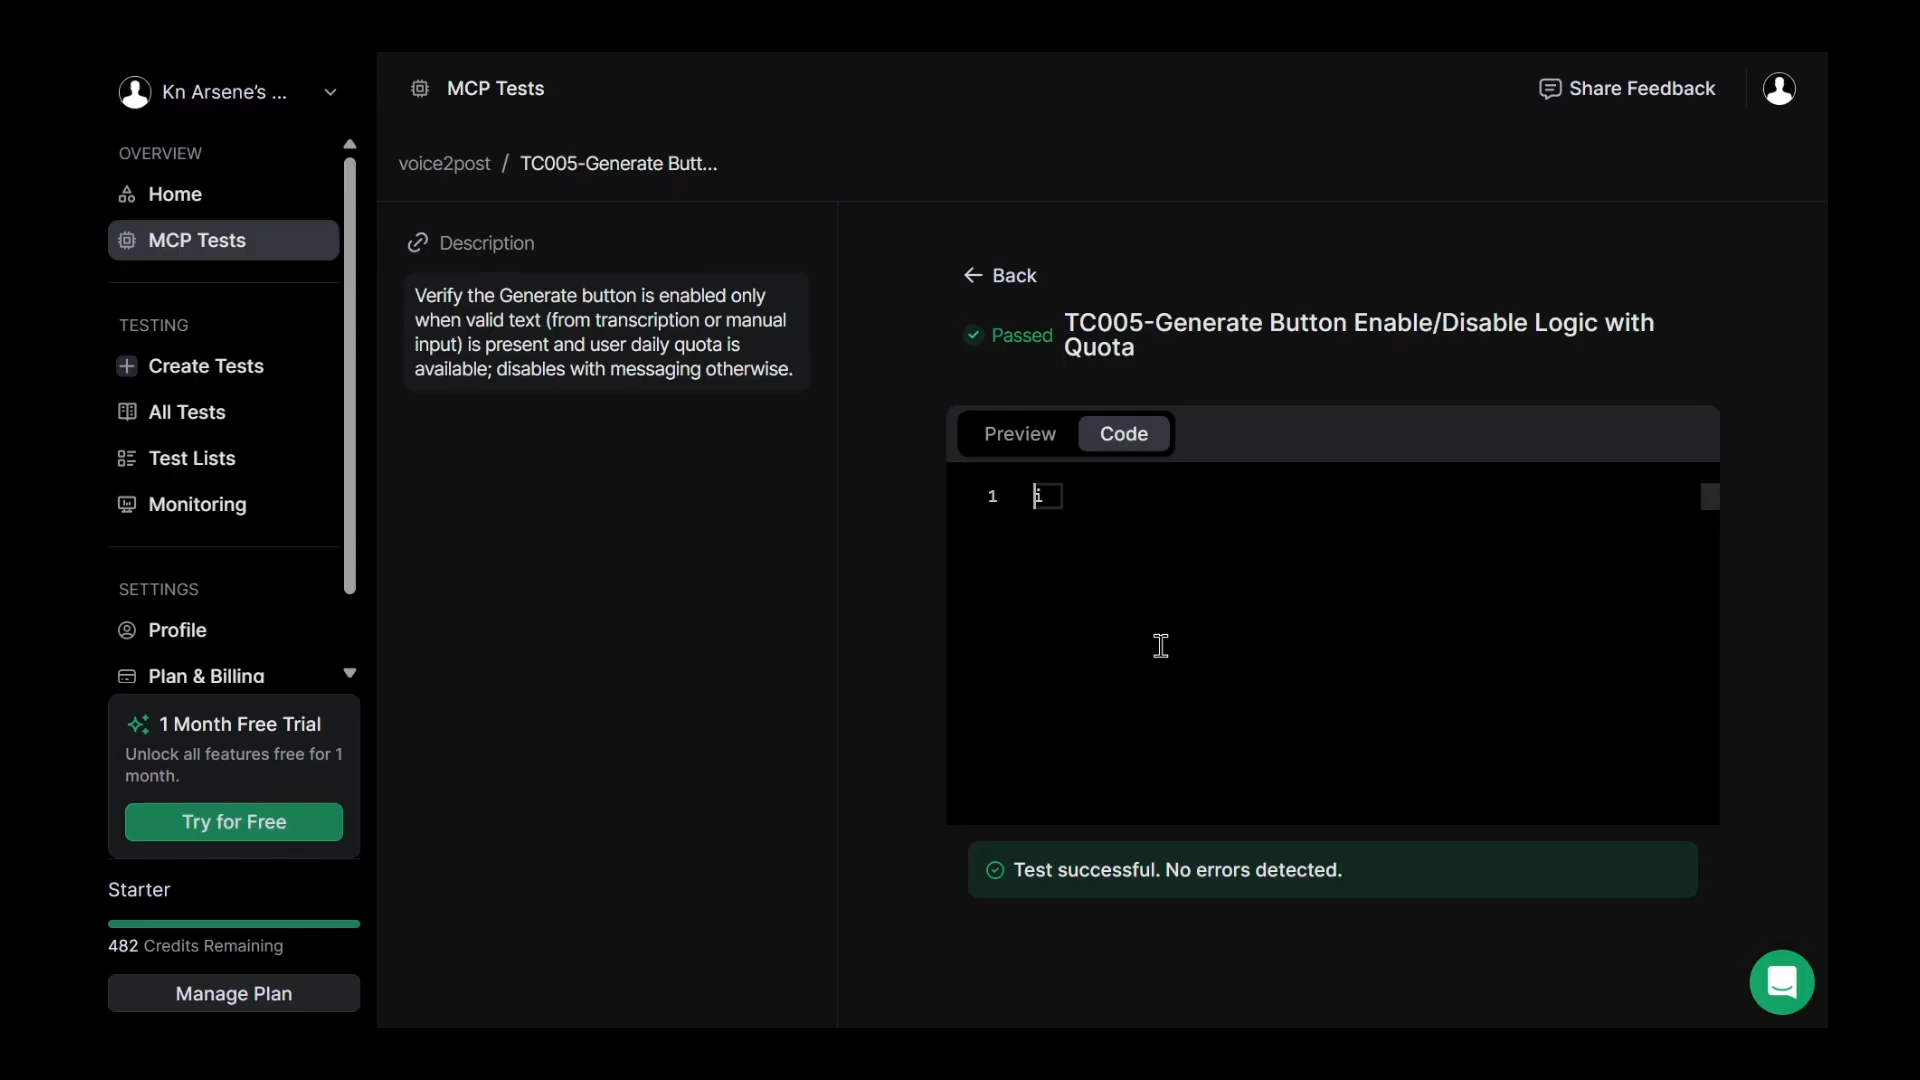 Kn Arsene's ...
OVERVIEW
Home
MCP Tests
TESTING
Create Tests
All Tests
Test Lists
Monitoring
SETTINGS
Profile
Plan & Billing
1 Month Free Trial
Unlock all features free for 1
month.
Try for Free
Starter
482 Credits Remaining
Manage Plan
MCP Tests
Share Feedback
voice2post / TC005-Generate Butt...
Description
Verify the Generate button is enabled only
when valid text (from transcription or manual
input) is present and user daily quota is
available; disables with messaging otherwise.
Back
Passed
TC005-Generate Button Enable/Disable Logic with
Quota
Preview
Code
1 i
Test successful. No errors detected.